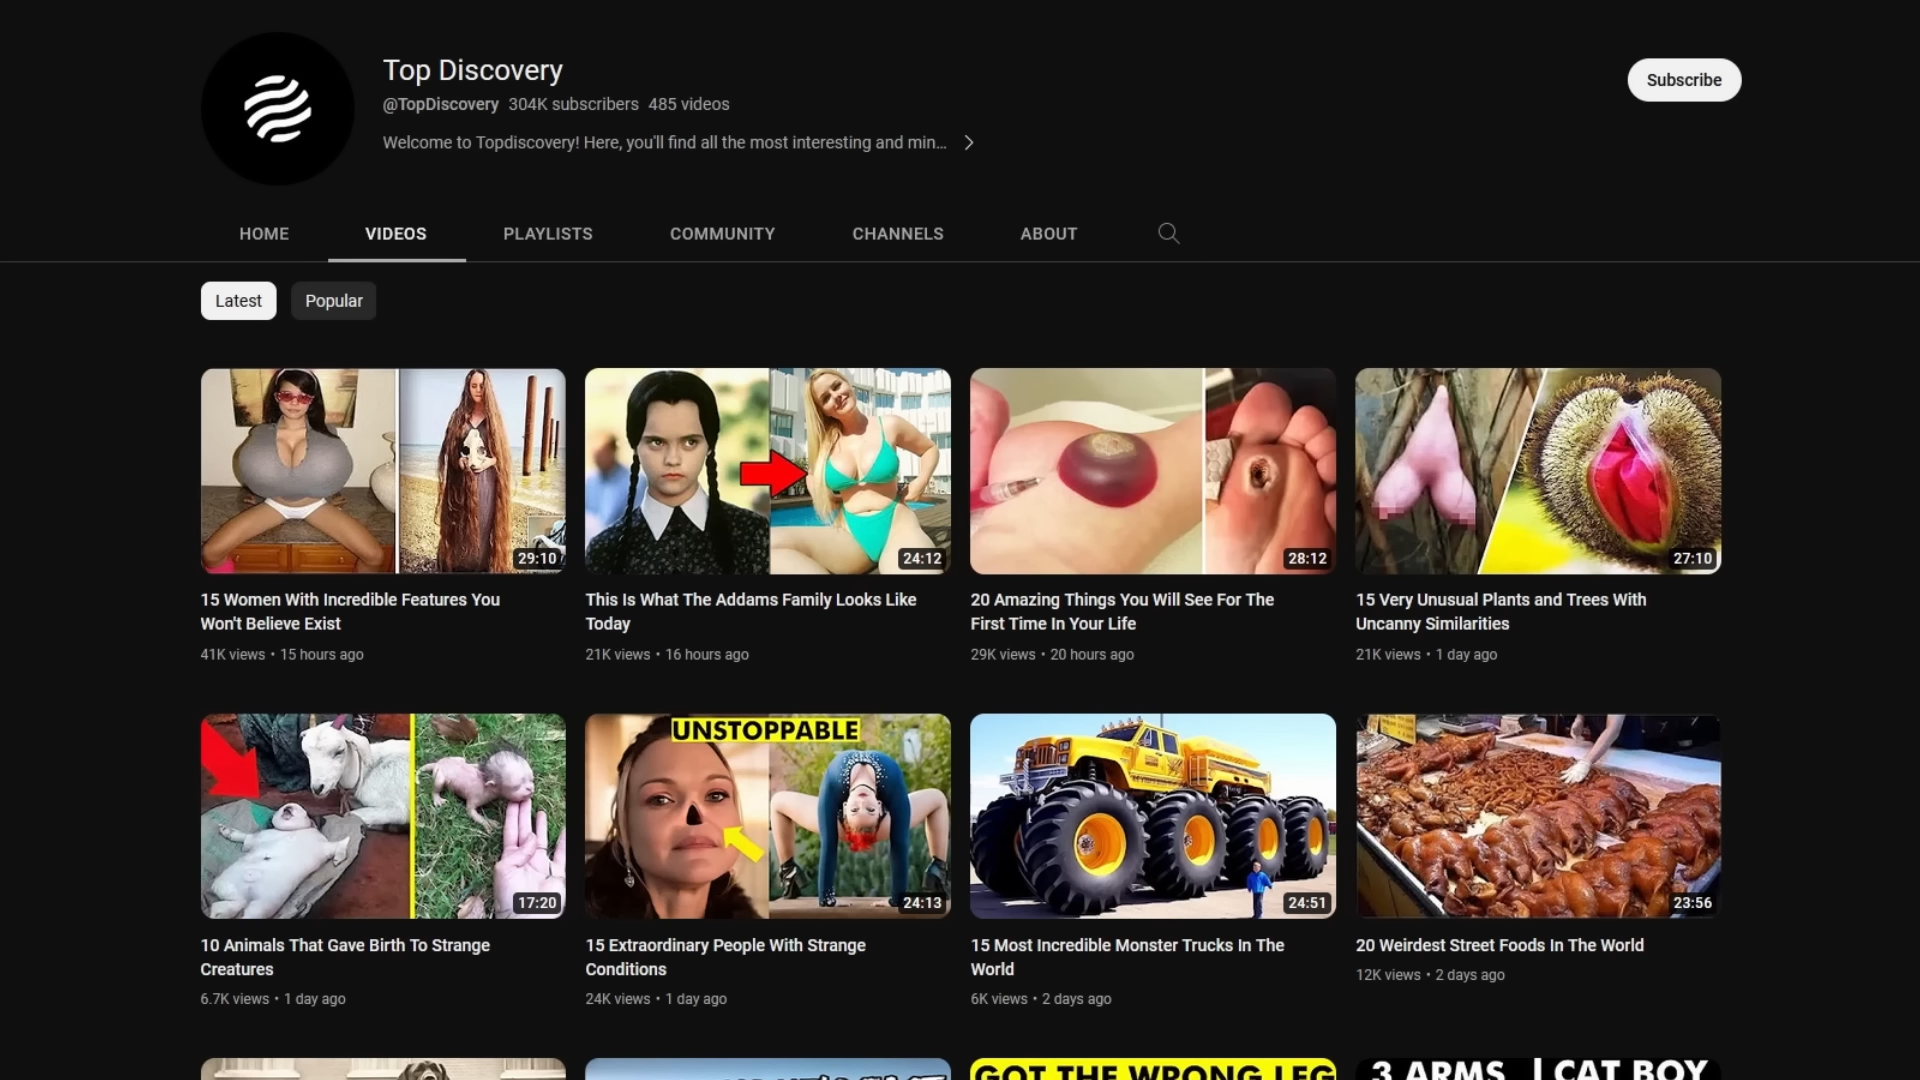 Top Discovery
@TopDiscovery 304K subscribers 485 videos
Welcome to Topdiscovery! Here, you'll find all the most interesting and min...
Subscribe
HOME VIDEOS PLAYLISTS COMMUNITY CHANNELS ABOUT
Latest Popular
29:10
24:12
28:12
27:10
15 Women With Incredible Features You
Won't Believe Exist
41K views • 15 hours ago
This Is What The Addams Family Looks Like
Today
21K views • 16 hours ago
20 Amazing Things You Will See For The
First Time In Your Life
29K views • 20 hours ago
15 Very Unusual Plants and Trees With
Uncanny Similarities
21K views • 1 day ago
UNSTOPPABLE
17:20
24:13
24:51
23:56
10 Animals That Gave Birth To Strange
Creatures
6.7K views • 1 day ago
15 Extraordinary People With Strange
Conditions
24K views • 1 day ago
15 Most Incredible Monster Trucks In The
World
6K views • 2 days ago
20 Weirdest Street Foods In The World
12K views • 2 days ago
GOT THE WRONG LEG
3 ARMS | CAT BOY